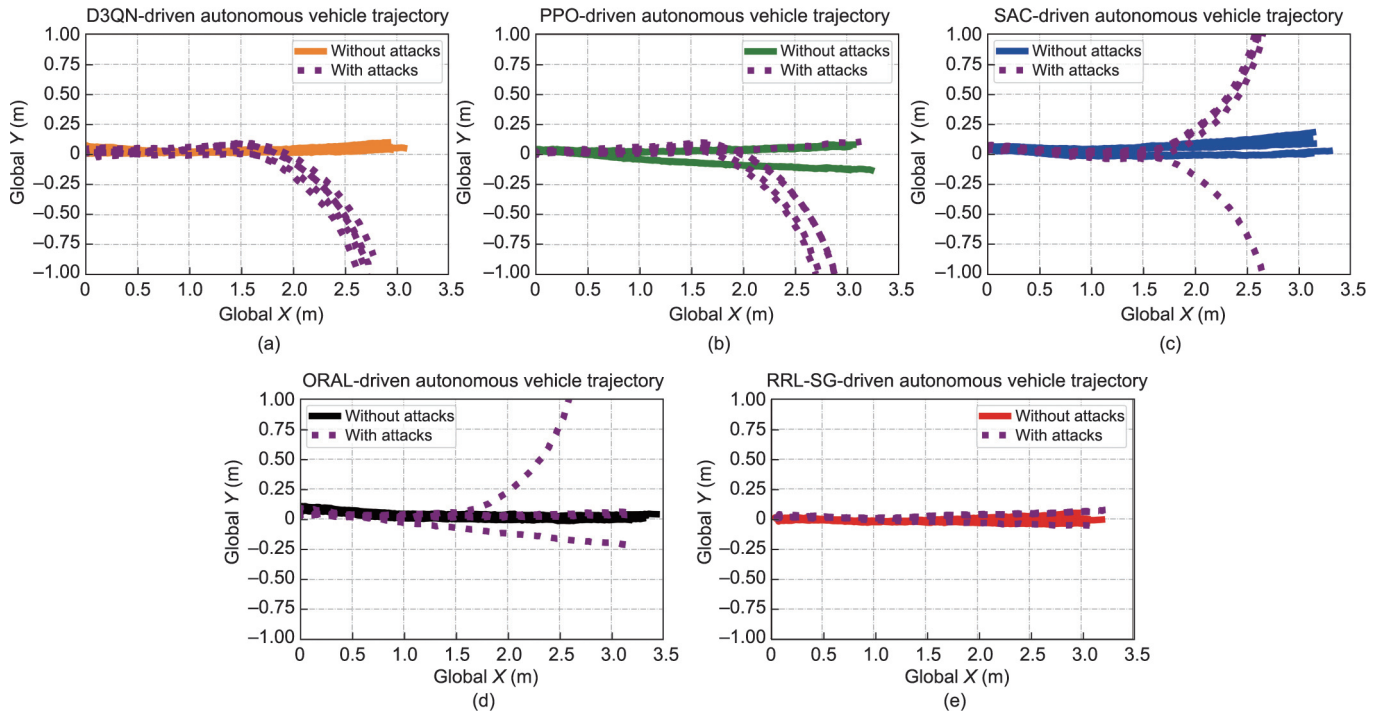 D3QN-driven autonomous vehicle trajectory
1.00
0.75
0.50
0.25
0
–0.25
–0.50
–0.75
–1.00
Global Y (m)
Without attacks
With attacks
0 0.5 1.0 1.5 2.0 2.5 3.0 3.5
Global X (m)
(a)
PPO-driven autonomous vehicle trajectory
1.00
0.75
0.50
0.25
0
–0.25
–0.50
–0.75
–1.00
Global Y (m)
Without attacks
With attacks
0 0.5 1.0 1.5 2.0 2.5 3.0 3.5
Global X (m)
(b)
SAC-driven autonomous vehicle trajectory
1.00
0.75
0.50
0.25
0
–0.25
–0.50
–0.75
–1.00
Global Y (m)
Without attacks
With attacks
0 0.5 1.0 1.5 2.0 2.5 3.0 3.5
Global X (m)
(c)
ORAL-driven autonomous vehicle trajectory
1.00
0.75
0.50
0.25
0
–0.25
–0.50
–0.75
–1.00
Global Y (m)
Without attacks
With attacks
0 0.5 1.0 1.5 2.0 2.5 3.0 3.5
Global X (m)
(d)
RRL-SG-driven autonomous vehicle trajectory
1.00
0.75
0.50
0.25
0
–0.25
–0.50
–0.75
–1.00
Global Y (m)
Without attacks
With attacks
0 0.5 1.0 1.5 2.0 2.5 3.0 3.5
Global X (m)
(e)